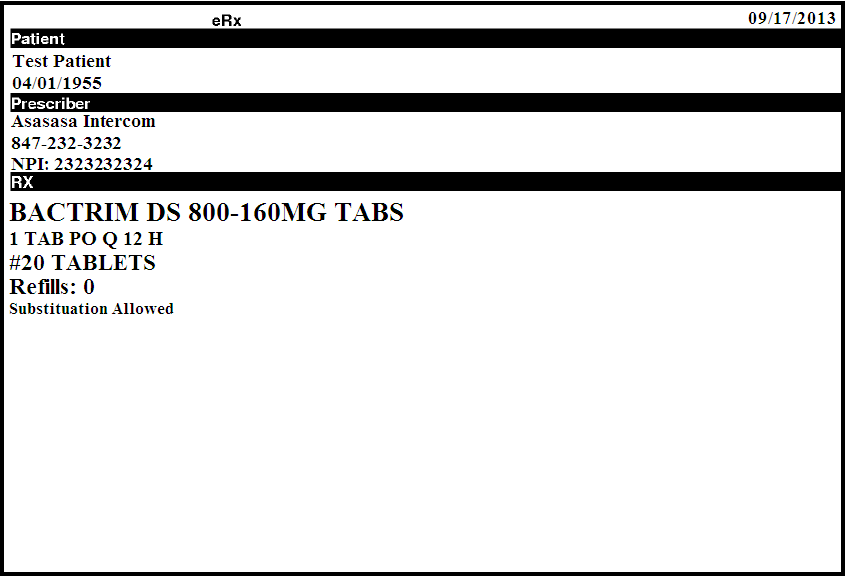 eRx 09/17/2013
Patient
Test Patient
04/01/1955
Prescriber
Asasasa Intercom
847-232-3232
NPI: 2323232324
RX
BACTRIM DS 800-160MG TABS
1 TAB PO Q 12 H
#20 TABLETS
Refills: 0
Substituation Allowed